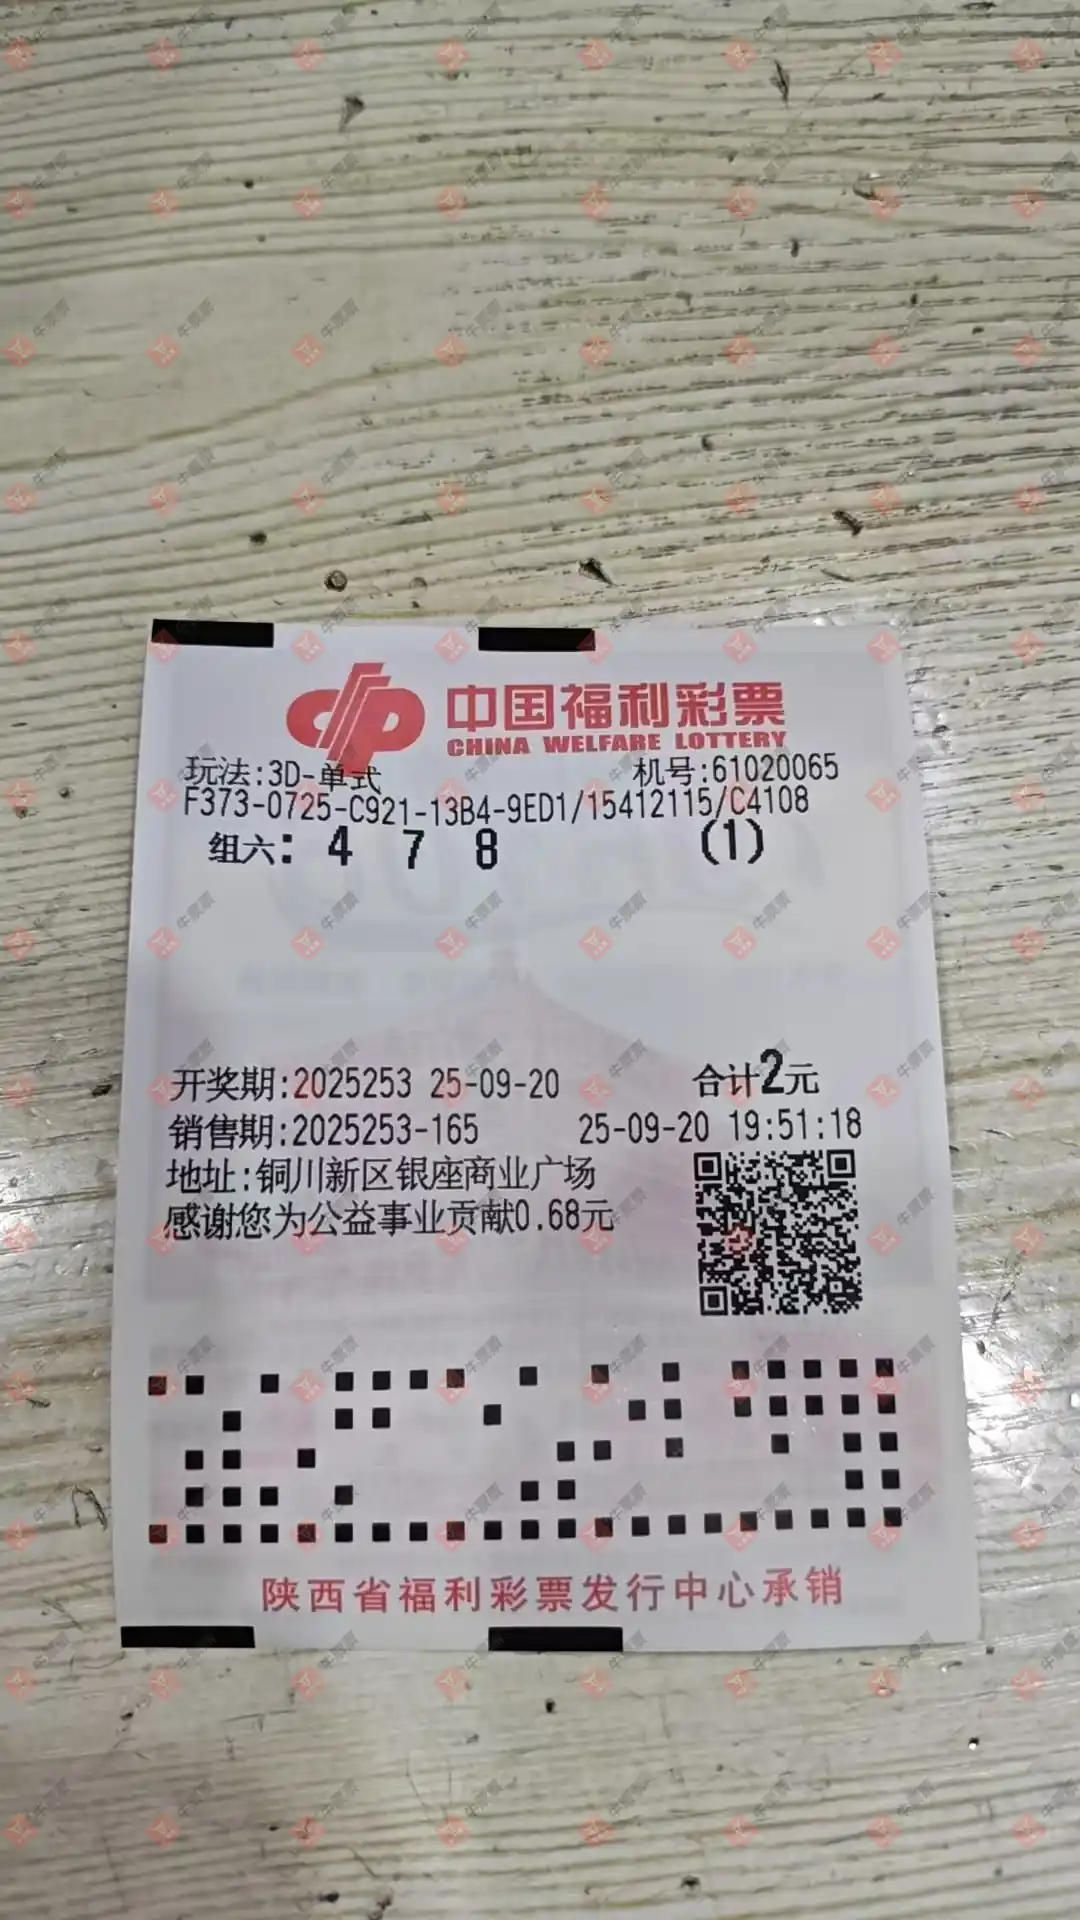 中国福利彩票
CHINA WELFARE LOTTERY
玩法:3D-单式 机号:61020065
F373-0725-C921-13B4-9ED1/15412115/C4108
组六: 4 7 8 (1)
开奖期:2025253 25-09-20 合计2元
销售期:2025253-165 25-09-20 19:51:18
地址:铜川新区银座商业广场
感谢您为公益事业贡献0.68元
陕西省福利彩票发行中心承销
牛票票